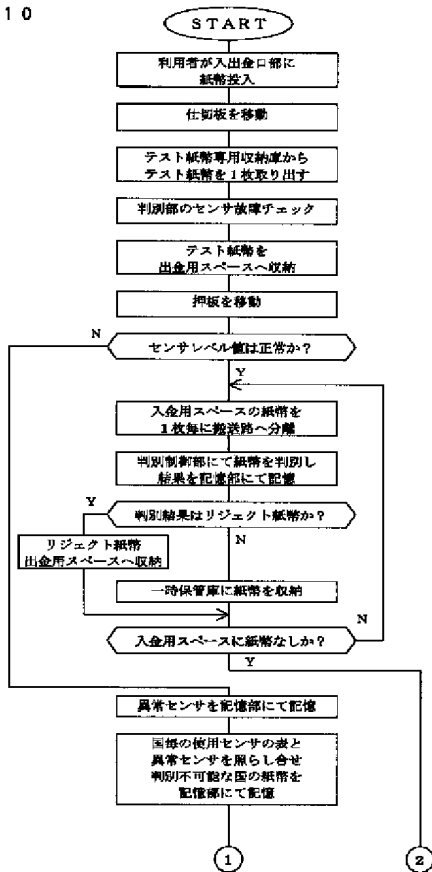 10
START
利用者が入出金口部に
紙幣投入
仕切板を移動
テスト紙幣専用収納庫から
テスト紙幣を1枚取り出す
判別部のセンサ故障チェック
テスト紙幣を
出金用スペースへ収納
押板を移動
N
センサレベル値は正常か?
Y
入金用スペースの紙幣を
1枚毎に搬送路へ分離
判別制御部にて紙幣を判別し
結果を記憶部にて記憶
Y
判別結果はリジェクト紙幣か?
N
リジェクト紙幣
出金用スペースへ収納
一時保管庫に紙幣を収納
N
入金用スペースに紙幣なしか?
Y
異常センサを記憶部にて記憶
国毎の使用センサの表と
異常センサを照らし合せ
判別不可能な国の紙幣を
記憶部にて記憶
1
2